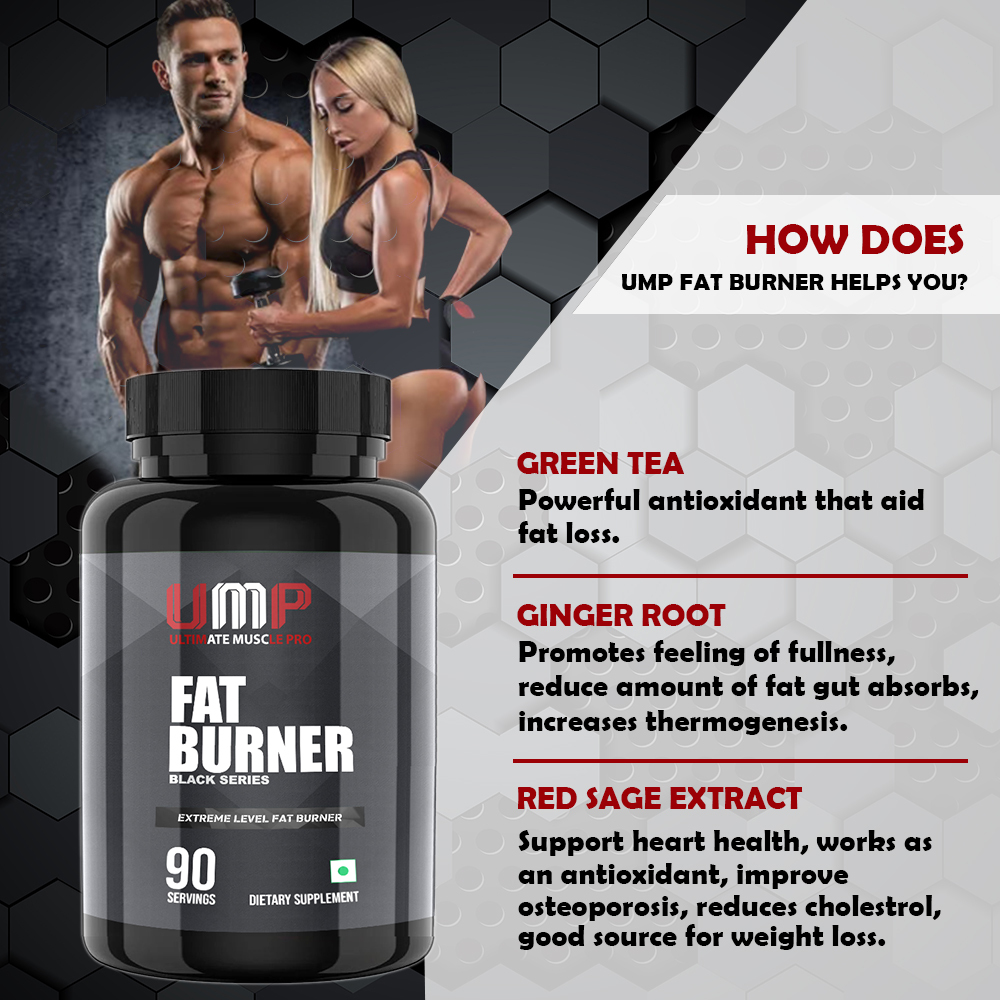 HOW DOES
UMP FAT BURNER HELPS YOU?
GREEN TEA
Powerful antioxidant that aid
fat loss.
GINGER ROOT
Promotes feeling of fullness,
reduce amount of fat gut absorbs,
increases thermogenesis.
RED SAGE EXTRACT
Support heart health, works as
an antioxidant, improve
osteoporosis, reduces cholestrol,
good source for weight loss.
UMP
ULTIMATE MUSCLE PRO
FAT
BURNER
BLACK SERIES
EXTREME LEVEL FAT BURNER
90
SERVINGS
DIETARY SUPPLEMENT